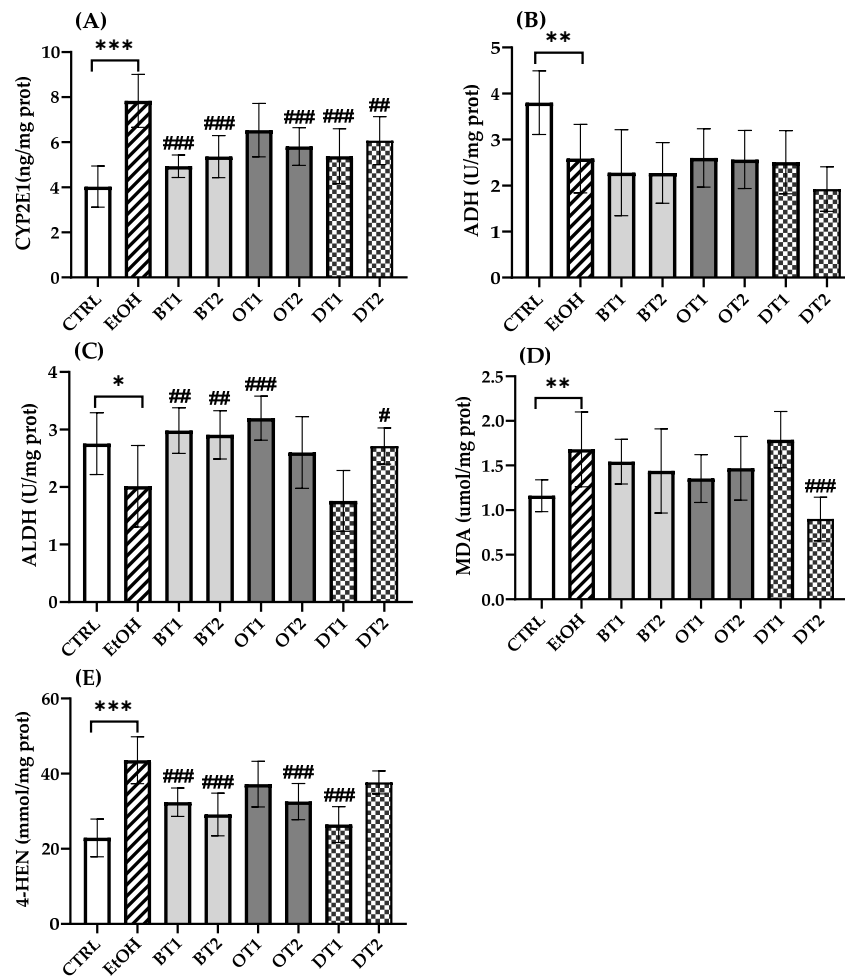 (A)
CYP2E1(ng/mg prot)
10
8
6
4
2
0
***
###
###
###
###
##
CTRL
EtOH
BT1
BT2
OT1
OT2
DT1
DT2
(B)
ADH (U/mg prot)
5
4
3
2
1
0
**
CTRL
EtOH
BT1
BT2
OT1
OT2
DT1
DT2
(C)
ALDH (U/mg prot)
4
3
2
1
0
*
##
##
###
#
CTRL
EtOH
BT1
BT2
OT1
OT2
DT1
DT2
(D)
MDA (umol/mg prot)
2.5
2.0
1.5
1.0
0.5
0.0
**
###
CTRL
EtOH
BT1
BT2
OT1
OT2
DT1
DT2
(E)
4-HEN (mmol/mg prot)
60
40
20
0
***
###
###
###
###
CTRL
EtOH
BT1
BT2
OT1
OT2
DT1
DT2